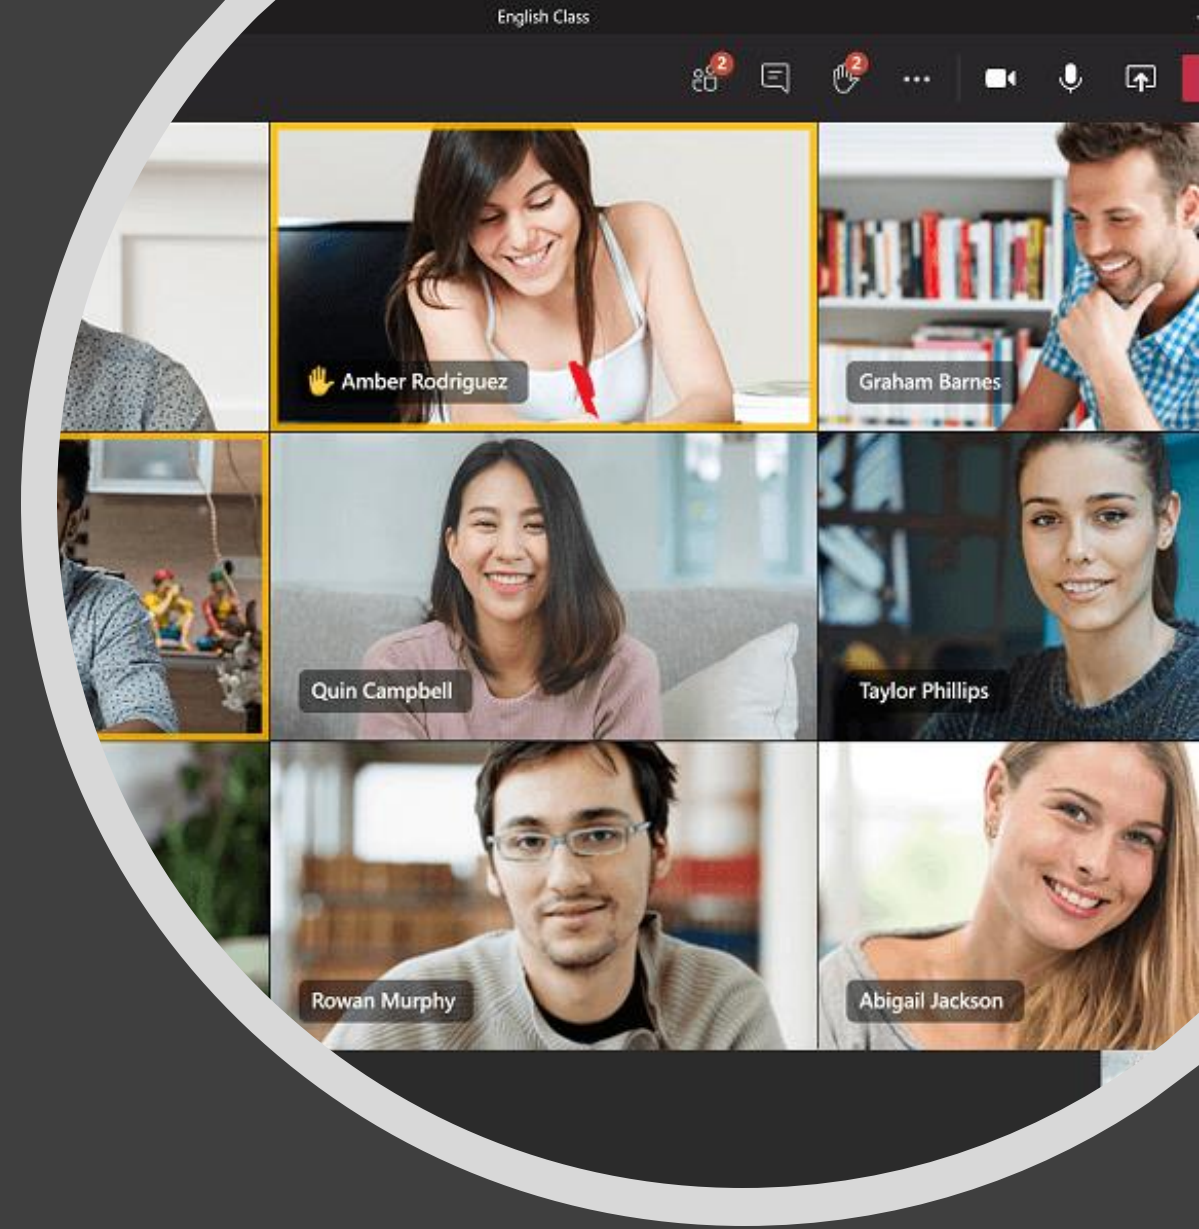 English Class
2
2
Amber Rodriguez
Graham Barnes
Quin Campbell
Taylor Phillips
Rowan Murphy
Abigail Jackson